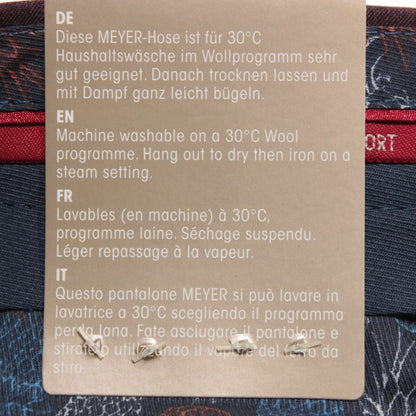 DE
Diese MEYER-Hose ist für 30°C
Haushaltswäsche im Wollprogramm sehr
gut geeignet. Danach trocknen lassen und
mit Dampf ganz leicht bügeln.
EN
Machine washable on a 30°C Wool
programme. Hang out to dry then iron on a
steam setting.
FR
Lavables (en machine) à 30°C,
programme laine. Séchage suspendu.
Léger repassage à la vapeur.
IT
Questo pantalone MEYER si può lavare in
lavatrice a 30°C scegliendo il programma
per la lana. Fate asciugare il pantalone e
stiratelo utilizzando il vapore del ferro da
stiro.
ORT